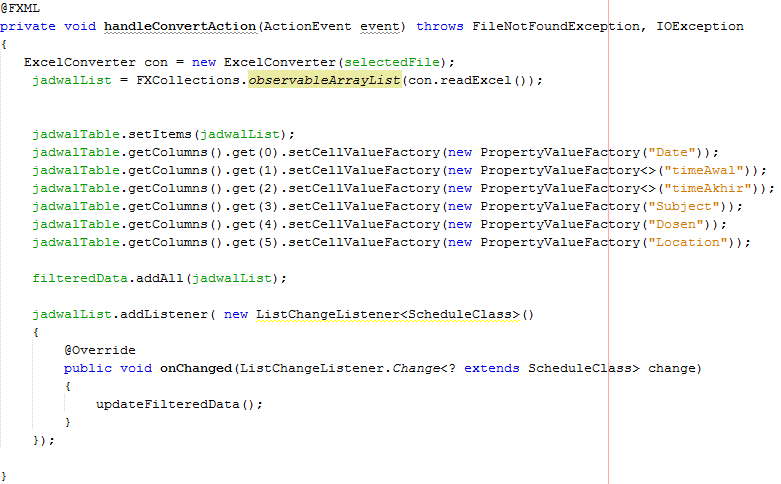 @FXML
private void handleConvertAction(ActionEvent event) throws FileNotFoundException, IOException
{
ExcelConverter con = new ExcelConverter(selectedFile);
jadwalList = FXCollections.observableArrayList(con.readExcel());
jadwalTable.setItems(jadwalList);
jadwalTable.getColumns().get(0).setCellValueFactory(new PropertyValueFactory("Date"));
jadwalTable.getColumns().get(1).setCellValueFactory(new PropertyValueFactory<>("timeAwal"));
jadwalTable.getColumns().get(2).setCellValueFactory(new PropertyValueFactory<>("timeAkhir"));
jadwalTable.getColumns().get(3).setCellValueFactory(new PropertyValueFactory("Subject"));
jadwalTable.getColumns().get(4).setCellValueFactory(new PropertyValueFactory("Dosen"));
jadwalTable.getColumns().get(5).setCellValueFactory(new PropertyValueFactory("Location"));
filteredData.addAll(jadwalList);
jadwalList.addListener( new ListChangeListener<ScheduleClass>()
{
@Override
public void onChanged(ListChangeListener.Change<? extends ScheduleClass> change)
{
updateFilteredData();
}
});
}